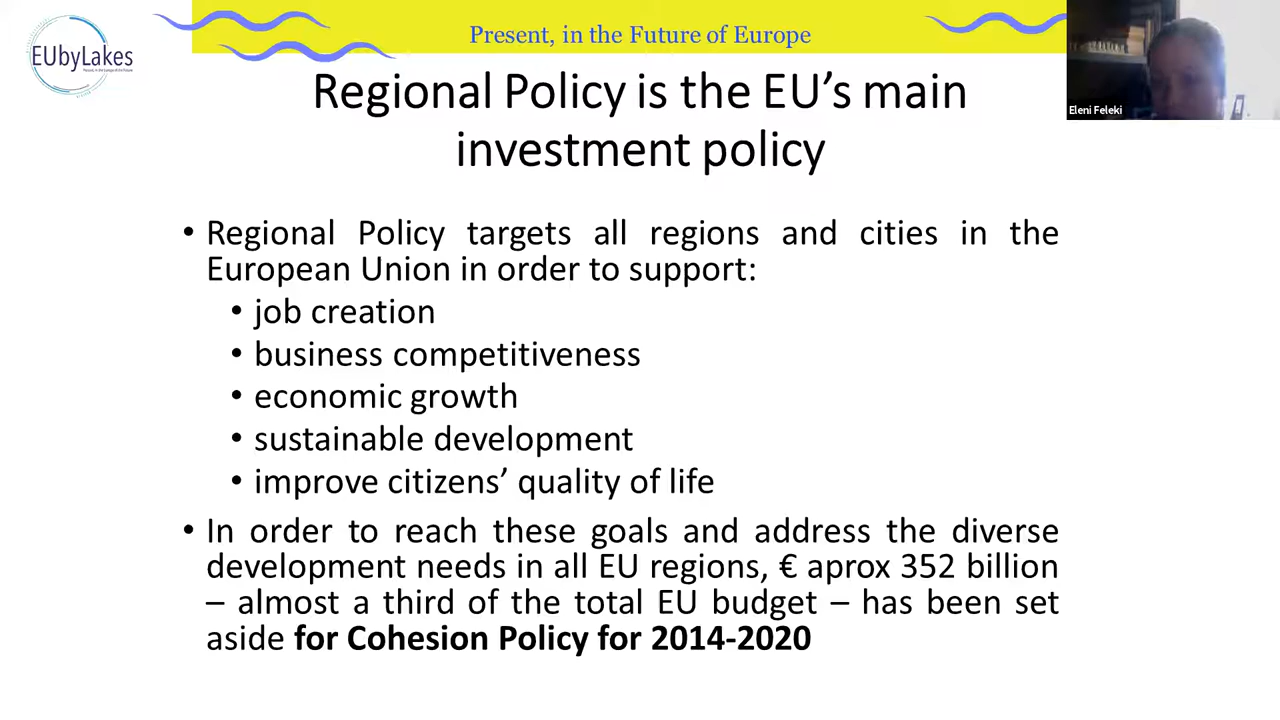 EUbyLakes
Present, in the Future of Europe
Eleni Feleki
Regional Policy is the EU’s main
investment policy
• Regional Policy targets all regions and cities in the
European Union in order to support:
• job creation
• business competitiveness
• economic growth
• sustainable development
• improve citizens’ quality of life
• In order to reach these goals and address the diverse
development needs in all EU regions, € aprox 352 billion
– almost a third of the total EU budget – has been set
aside for Cohesion Policy for 2014-2020